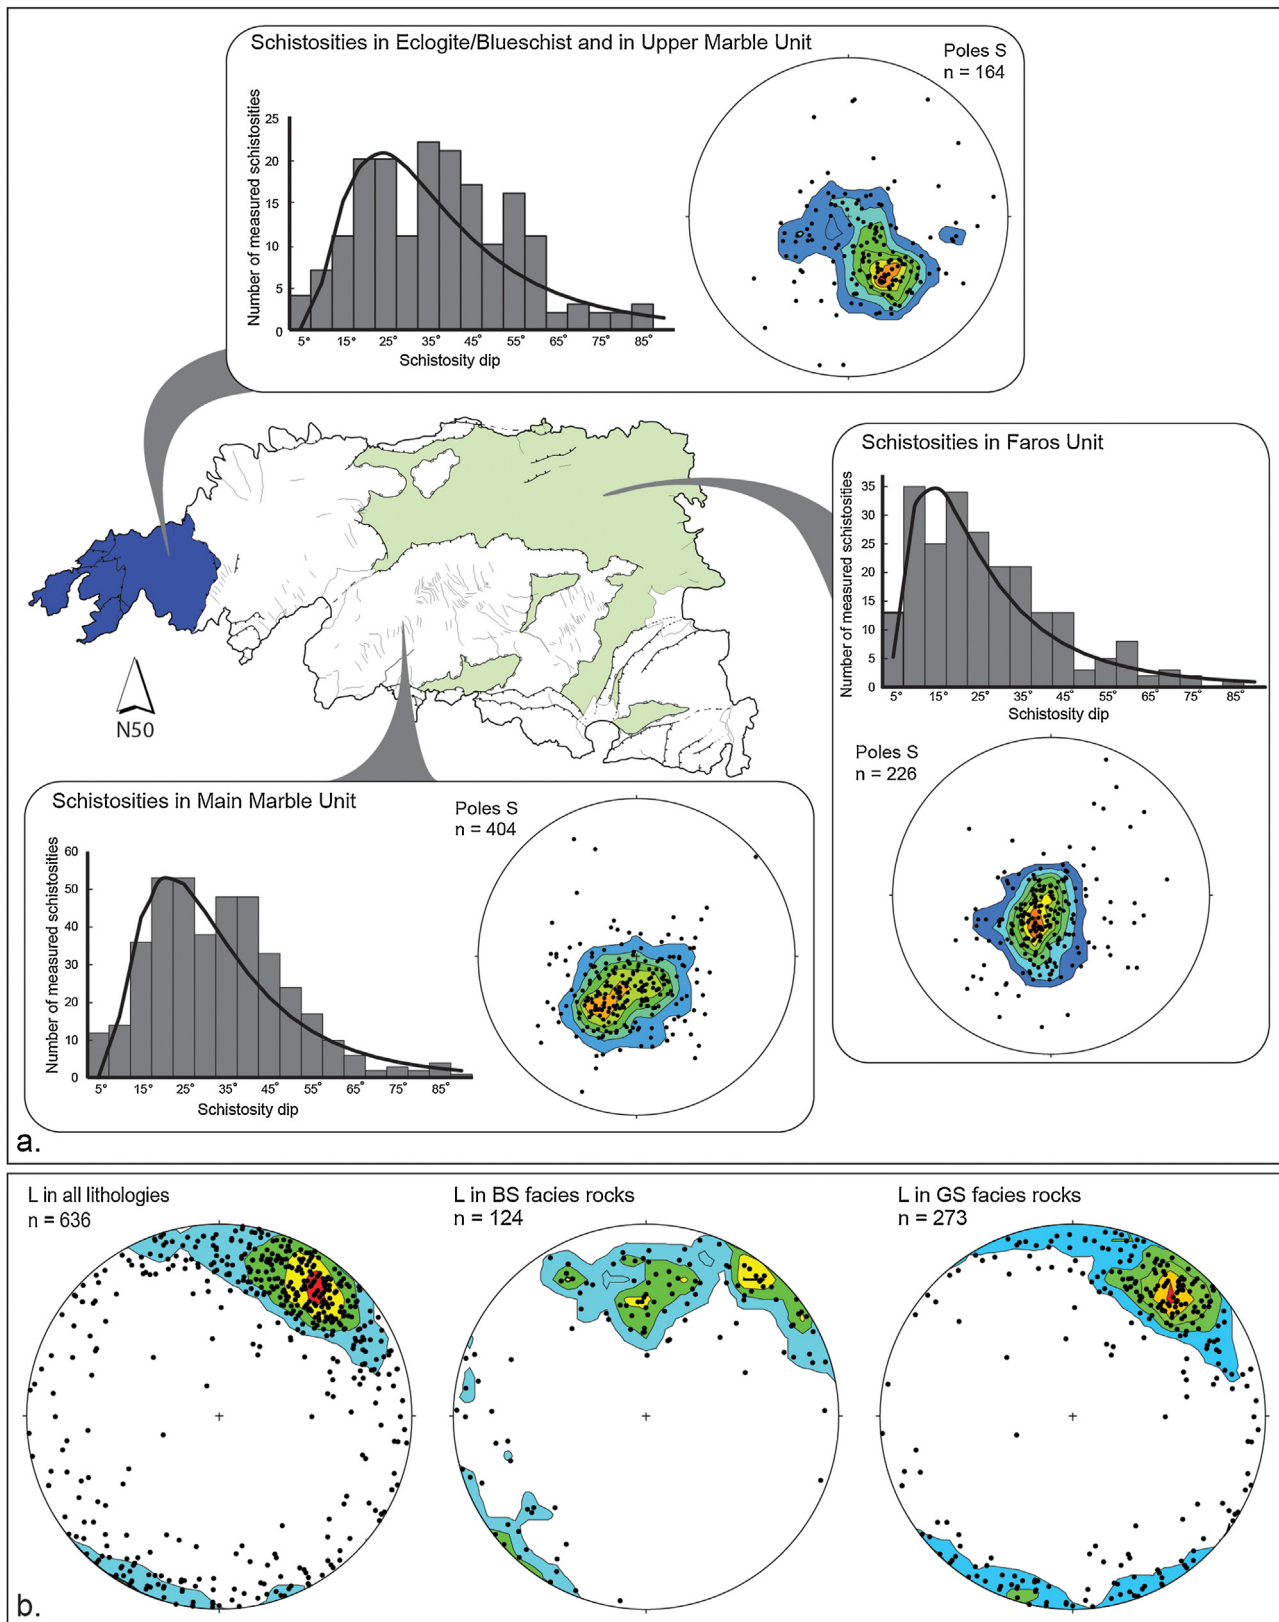 Schistosities in Eclogite/Blueschist and in Upper Marble Unit
Poles S
n = 164
Number of measured schistosities
25
20
15
10
5
0
5° 15° 25° 35° 45° 55° 65° 75° 85°
Schistosity dip
Schistosities in Faros Unit
Number of measured schistosities
35
30
25
20
15
10
5
0
5° 15° 25° 35° 45° 55° 65° 75° 85°
Schistosity dip
Poles S
n = 226
N50
Schistosities in Main Marble Unit
Poles S
n = 404
Number of measured schistosities
60
50
40
30
20
10
0
5° 15° 25° 35° 45° 55° 65° 75° 85°
Schistosity dip
a.
L in all lithologies
n = 636
L in BS facies rocks
n = 124
L in GS facies rocks
n = 273
b.